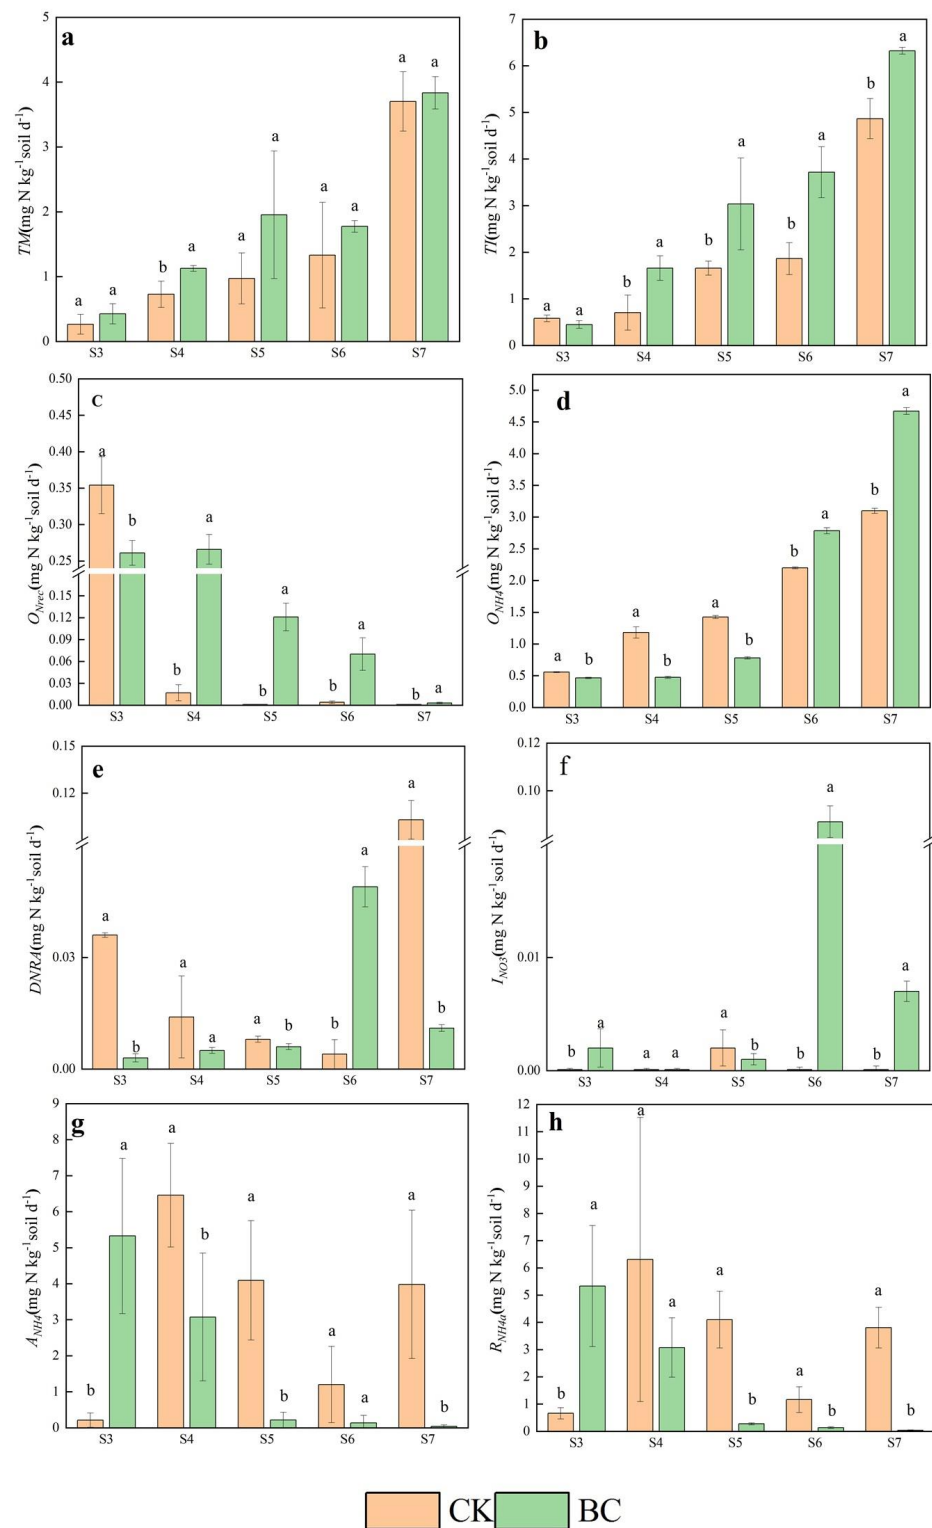 a
TM(mg N kg⁻¹soil d⁻¹)
5
4
3
2
1
0
a a
b a
a a
a a
a a
S3 S4 S5 S6 S7
b
TI(mg N kg⁻¹soil d⁻¹)
7
6
5
4
3
2
1
0
a a
b a
b a
b a
b a
S3 S4 S5 S6 S7
c
O_Nrec(mg N kg⁻¹soil d⁻¹)
0.50
0.45
0.40
0.35
0.30
0.25
0.15
0.12
0.09
0.06
0.03
0.00
a b
b a
b a
b a
b a
S3 S4 S5 S6 S7
d
O_NH4(mg N kg⁻¹soil d⁻¹)
5.0
4.5
4.0
3.5
3.0
2.5
2.0
1.5
1.0
0.5
0.0
a b
a b
a b
b a
b a
S3 S4 S5 S6 S7
e
DNRA(mg N kg⁻¹soil d⁻¹)
0.15
0.12
0.03
0.00
a b
a a
a b
b a
a b
S3 S4 S5 S6 S7
f
I_NO3(mg N kg⁻¹soil d⁻¹)
0.12
0.10
0.01
0.00
b a
a a
a b
b a
b a
S3 S4 S5 S6 S7
g
A_NH4(mg N kg⁻¹soil d⁻¹)
9
8
7
6
5
4
3
2
1
0
b a
a b
a b
a a
a b
S3 S4 S5 S6 S7
h
R_NH4a(mg N kg⁻¹soil d⁻¹)
12
11
10
9
8
7
6
5
4
3
2
1
0
b a
a a
a b
a b
a b
S3 S4 S5 S6 S7
CK BC